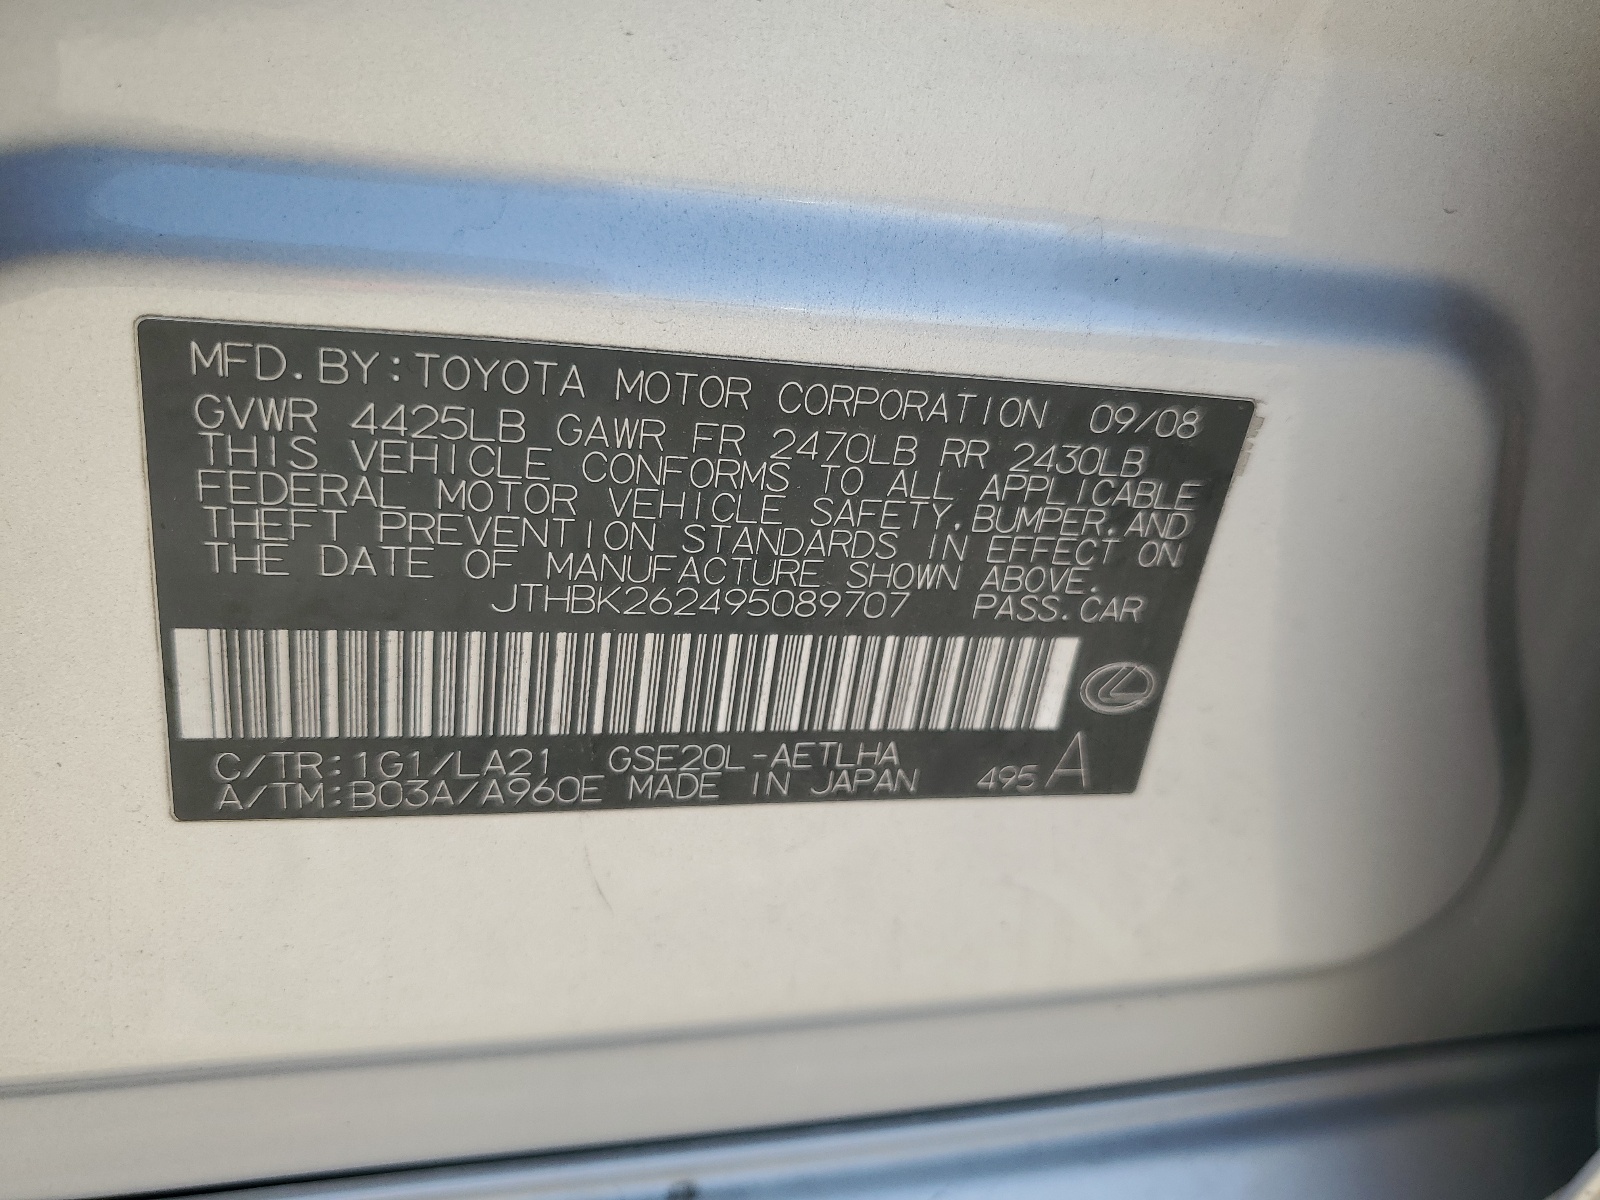 MFD. BY: TOYOTA MOTOR CORPORATION 09/08
GVWR 4425LB GAWR FR 2470LB RR 2430LB
THIS VEHICLE CONFORMS TO ALL APPLICABLE
FEDERAL MOTOR VEHICLE SAFETY, BUMPER, AND
THEFT PREVENTION STANDARDS IN EFFECT ON
THE DATE OF MANUFACTURE SHOWN ABOVE.
JTHBK262495089707 PASS. CAR
C/TR: 1G1/LA21 GSE20L-AETLHA
A/TM: B03A/A960E MADE IN JAPAN 495 A